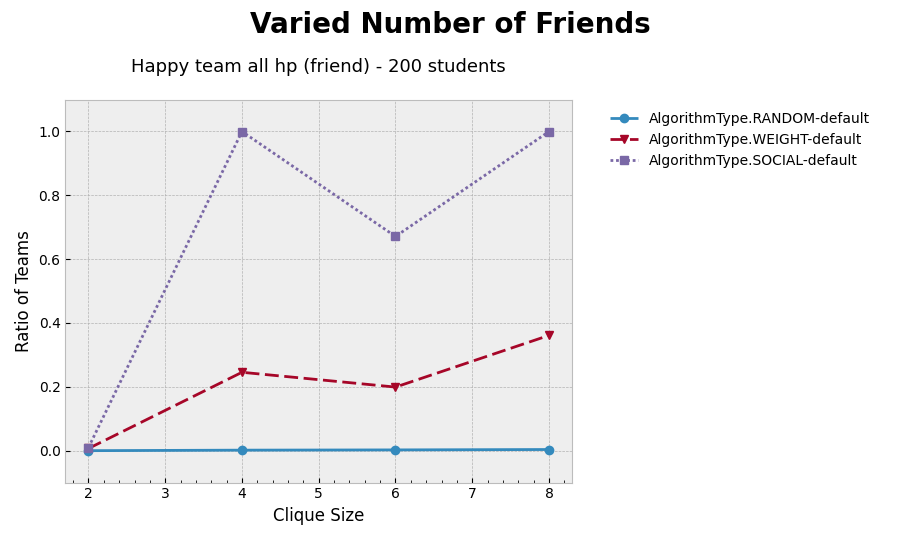 Varied Number of Friends
Happy team all hp (friend) - 200 students
AlgorithmType.RANDOM-default
AlgorithmType.WEIGHT-default
AlgorithmType.SOCIAL-default
Ratio of Teams
1.0
0.8
0.6
0.4
0.2
0.0
2 3 4 5 6 7 8
Clique Size